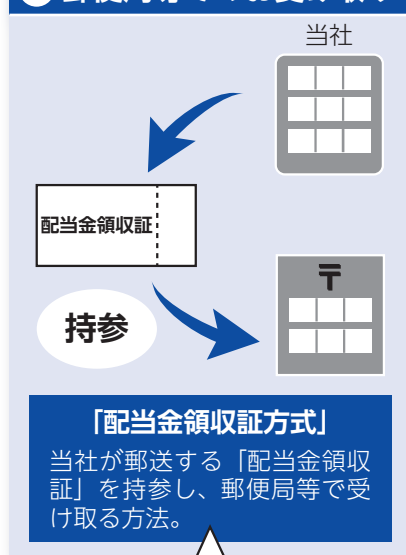 当社
配当金領収証
〒
持参
「配当金領収証方式」
当社が郵送する「配当金領収
証」を持参し、郵便局等で受
け取る方法。